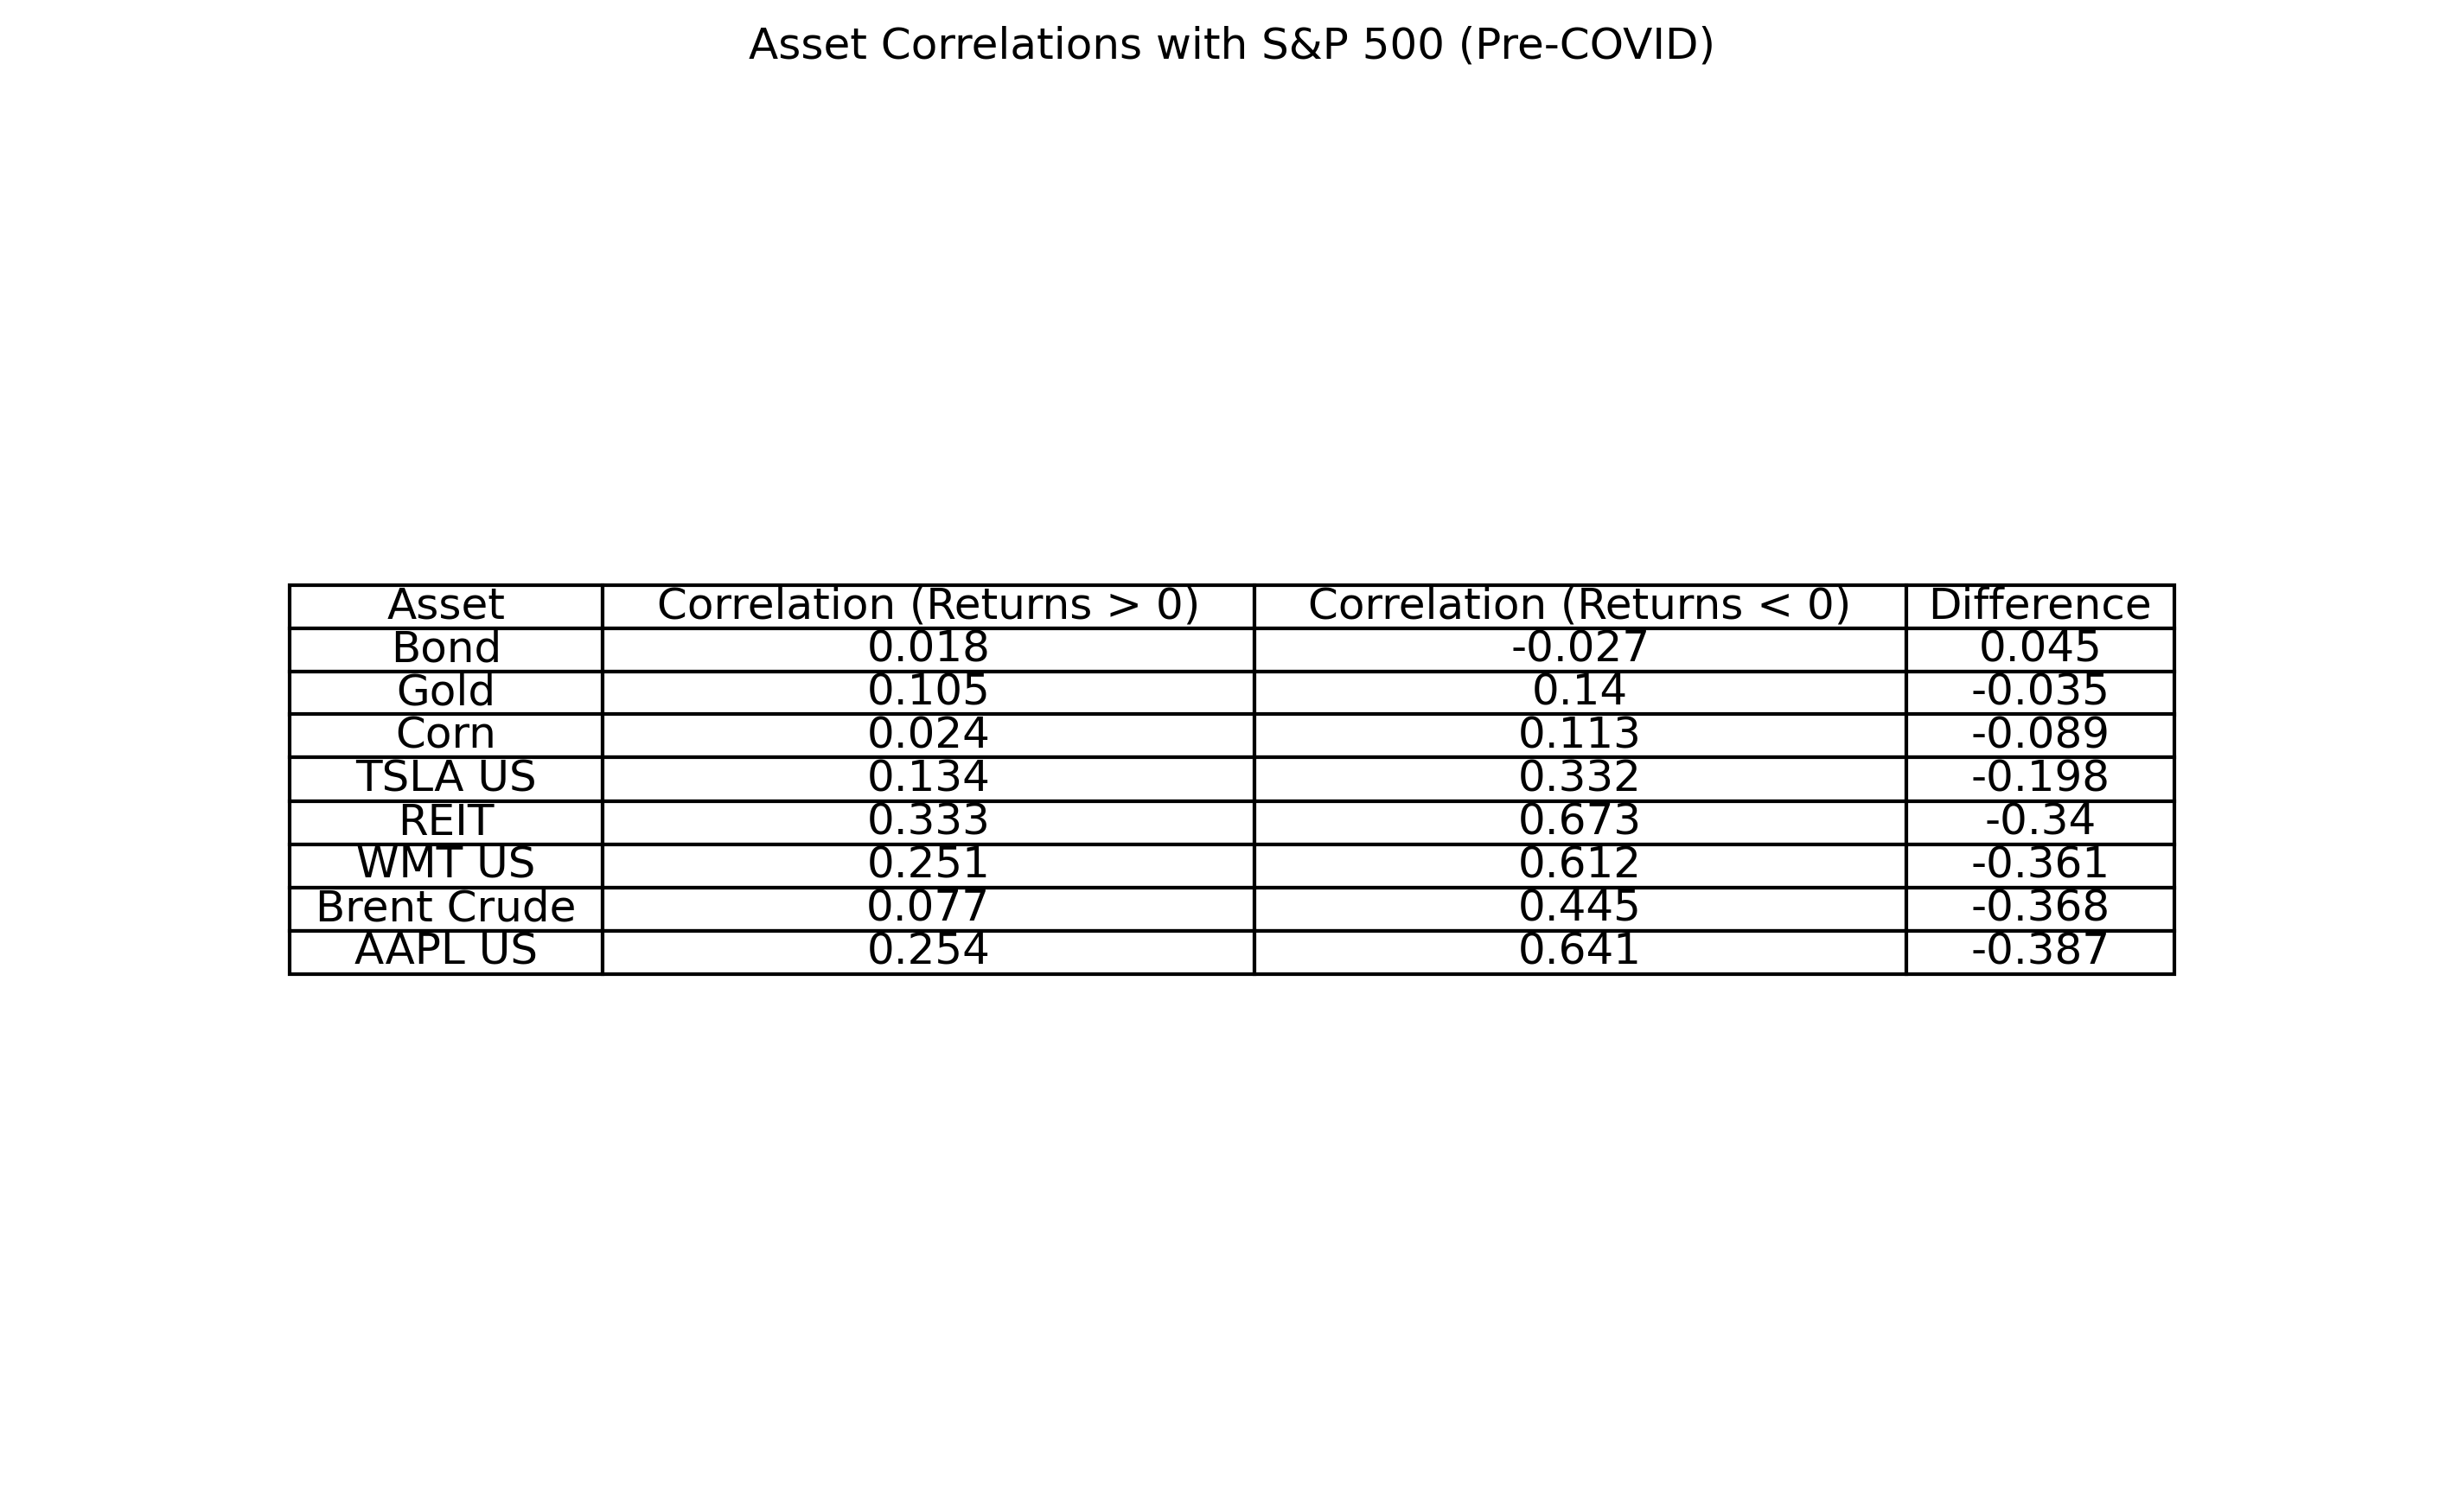 Asset Correlations with S&P 500 (Pre-COVID)
Asset Correlation (Returns > 0) Correlation (Returns < 0) Difference
Bond 0.018 -0.027 0.045
Gold 0.105 0.14 -0.035
Corn 0.024 0.113 -0.089
TSLA US 0.134 0.332 -0.198
REIT 0.333 0.673 -0.34
WMT US 0.251 0.612 -0.361
Brent Crude 0.077 0.445 -0.368
AAPL US 0.254 0.641 -0.387